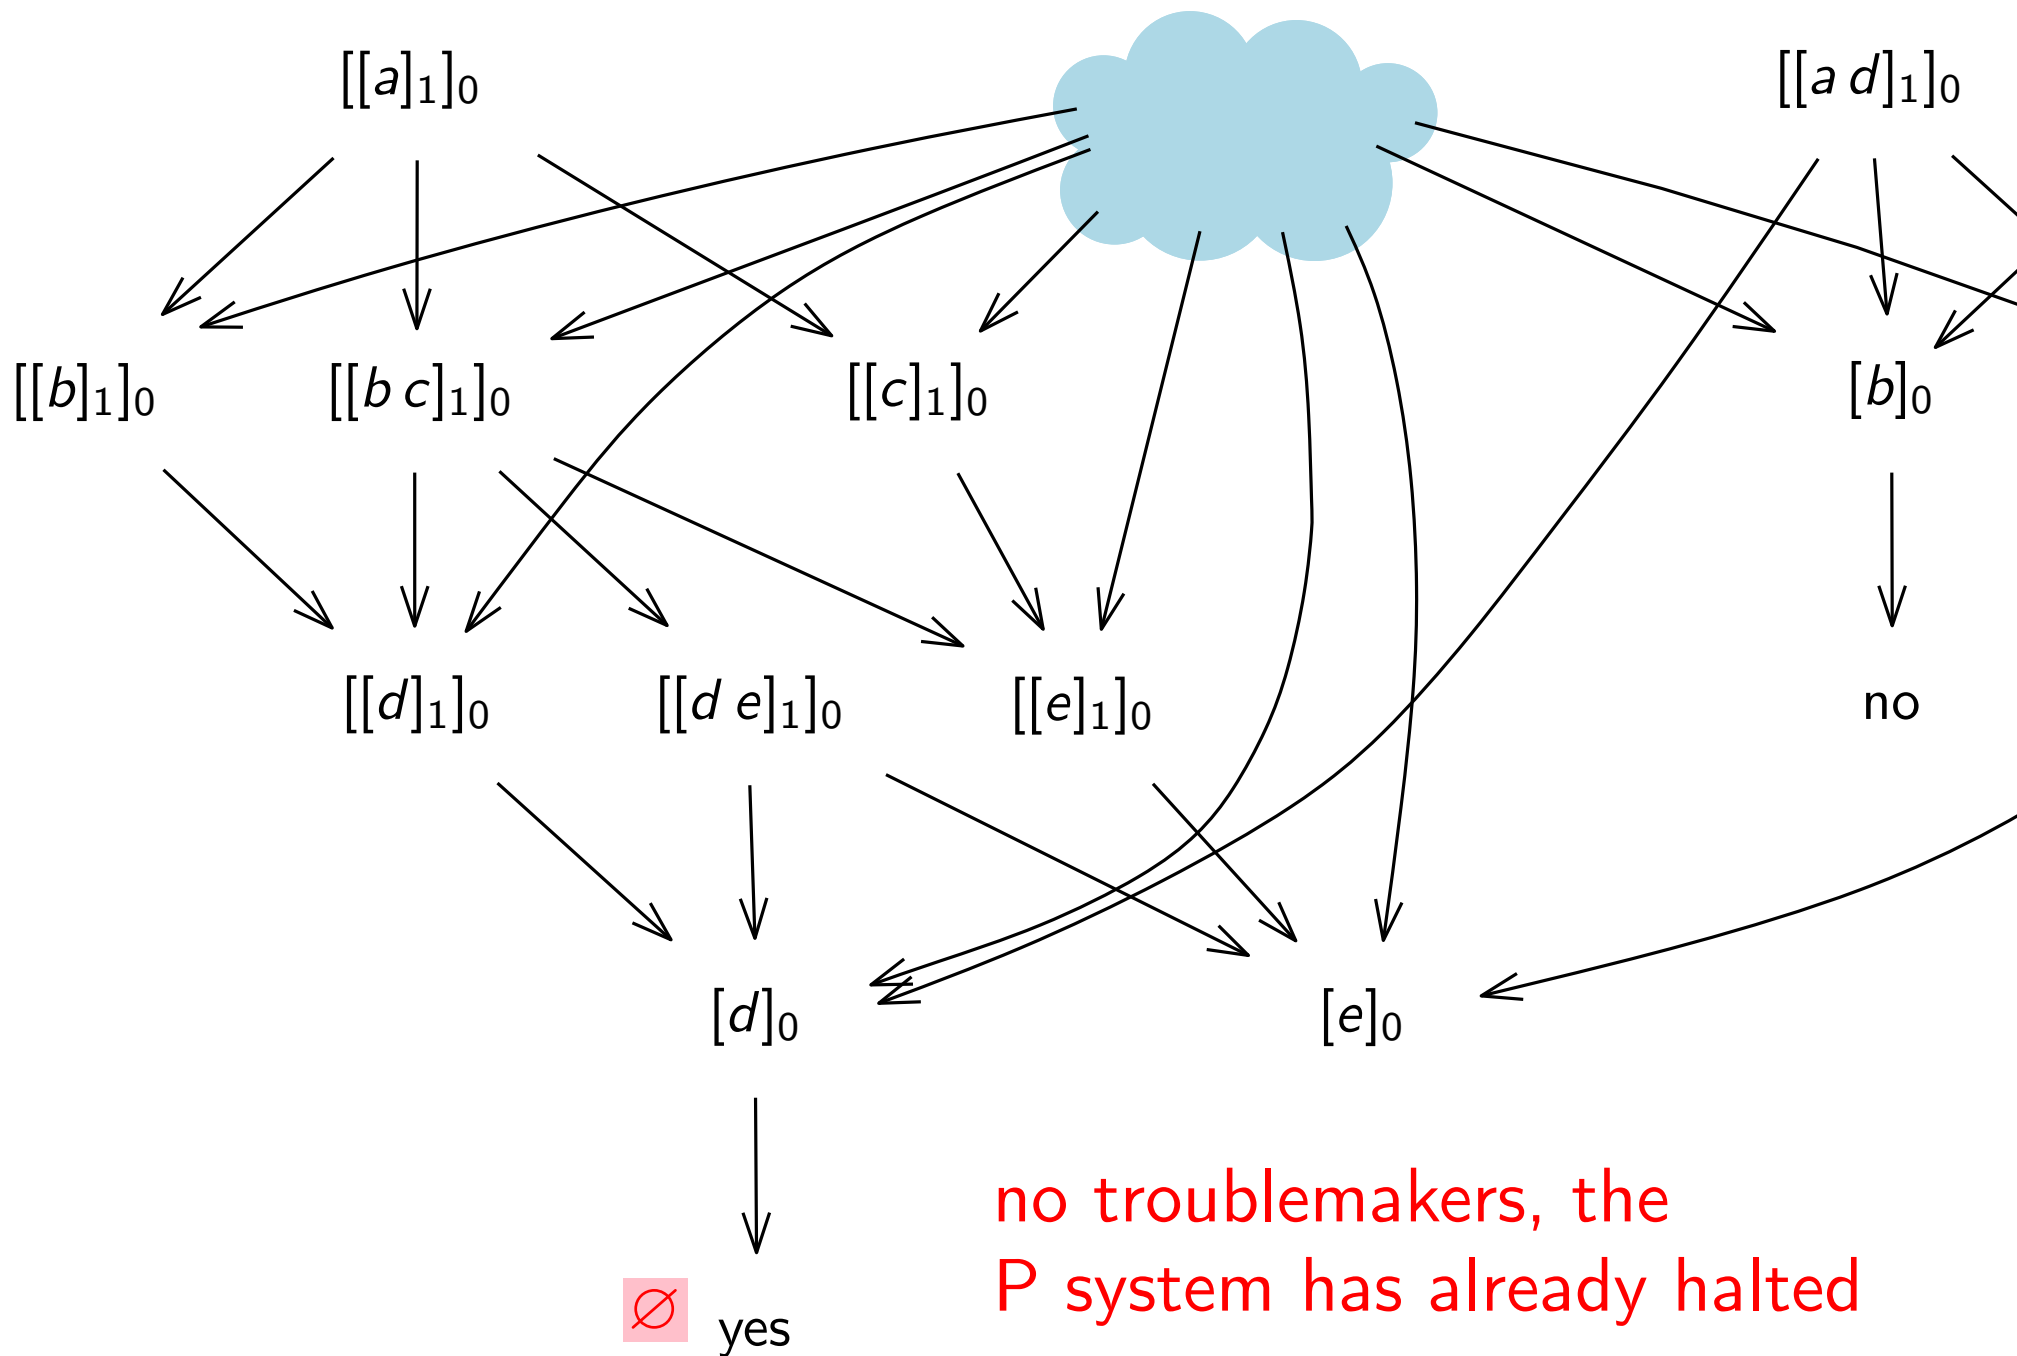 [[a]₁]₀ [[a d]₁]₀
[[b]₁]₀ [[b c]₁]₀ [[c]₁]₀ [b]₀
[[d]₁]₀ [[d e]₁]₀ [[e]₁]₀ no
[d]₀ [e]₀
no troublemakers, the
P system has already halted
∅ yes